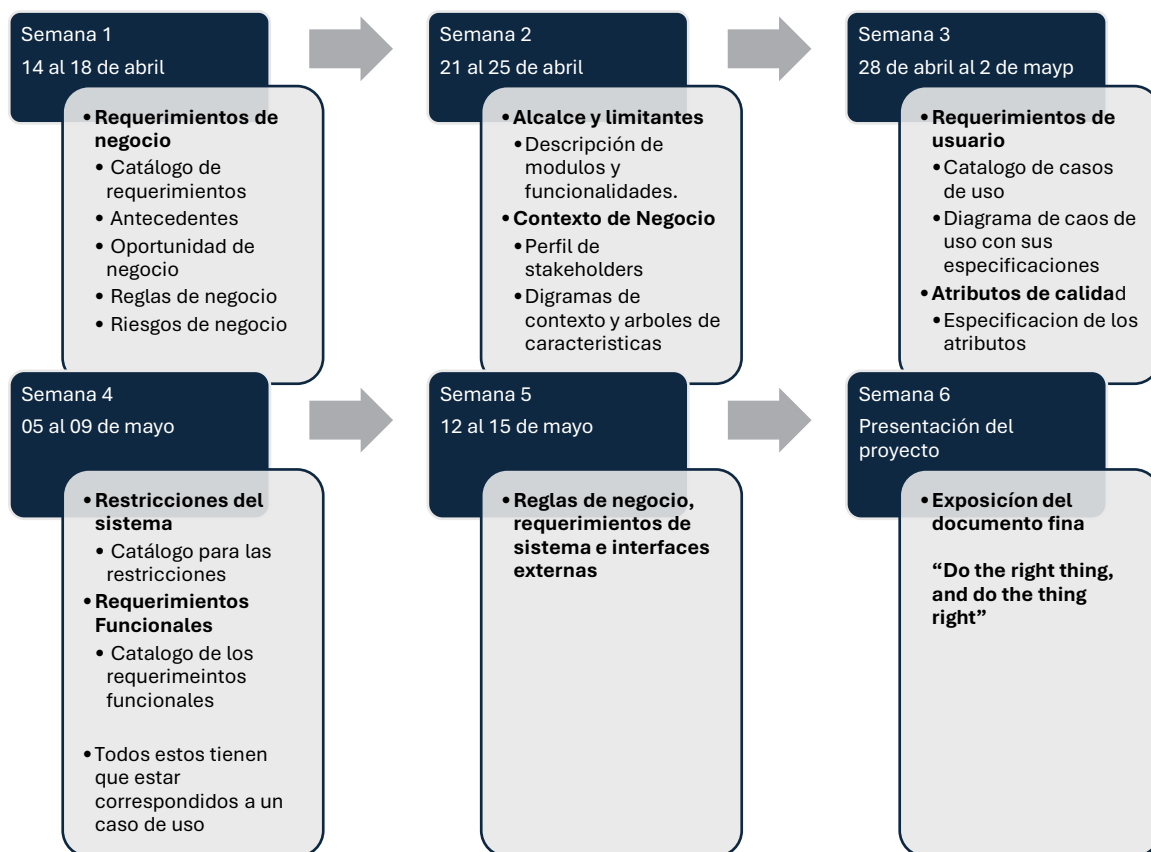 Semana 1
14 al 18 de abril
•Requerimientos de
negocio
• Catálogo de
requerimientos
• Antecedentes
• Oportunidad de
negocio
• Reglas de negocio
• Riesgos de negocio
Semana 2
21 al 25 de abril
•Alcalce y limitantes
•Descripción de
modulos y
funcionalidades.
•Contexto de Negocio
•Perfil de
stakeholders
•Digramas de
contexto y arboles de
caracteristicas
Semana 3
28 de abril al 2 de mayp
•Requerimientos de
usuario
•Catalogo de casos
de uso
•Diagrama de caos de
uso con sus
especificaciones
•Atributos de calidad
•Especificacion de los
atributos
Semana 4
05 al 09 de mayo
•Restricciones del
sistema
• Catálogo para las
restricciones
•Requerimientos
Funcionales
• Catalogo de los
requerimeintos
funcionales
•Todos estos tienen
que estar
correspondidos a un
caso de uso
Semana 5
12 al 15 de mayo
•Reglas de negocio,
requerimientos de
sistema e interfaces
externas
Semana 6
Presentación del
proyecto
•Exposicíon del
documento fina
“Do the right thing,
and do the thing
right”